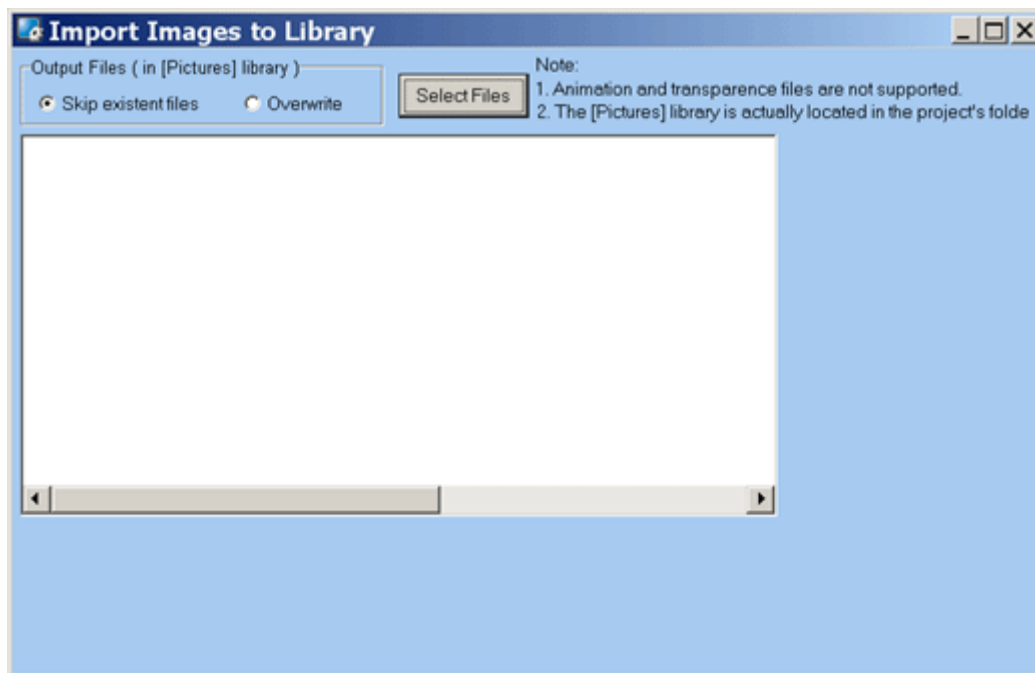 Import Images to Library
Output Files ( in [Pictures] library )
Skip existent files
Overwrite
Select Files
Note:
1. Animation and transparence files are not supported.
2. The [Pictures] library is actually located in the project's folde